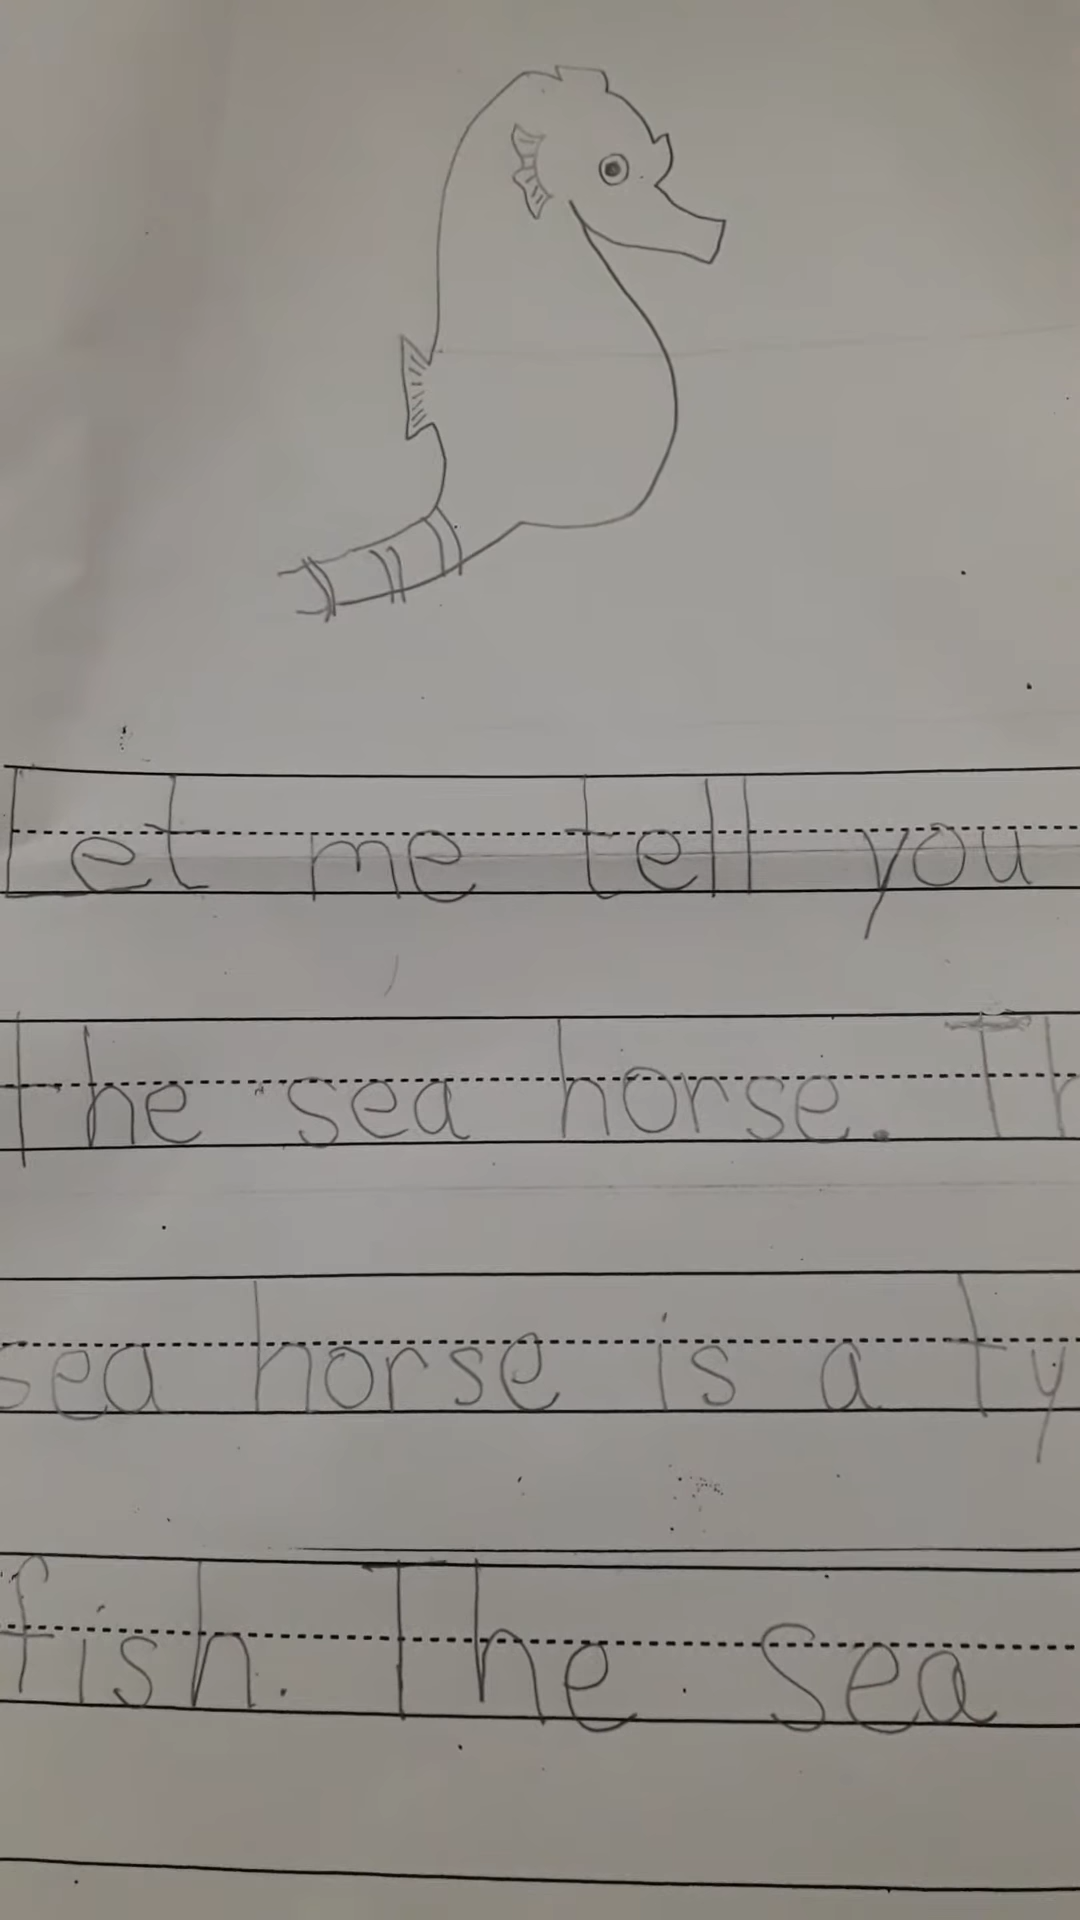 Let me tell you
the sea horse. Th
sea horse is a ty
fish. The sea